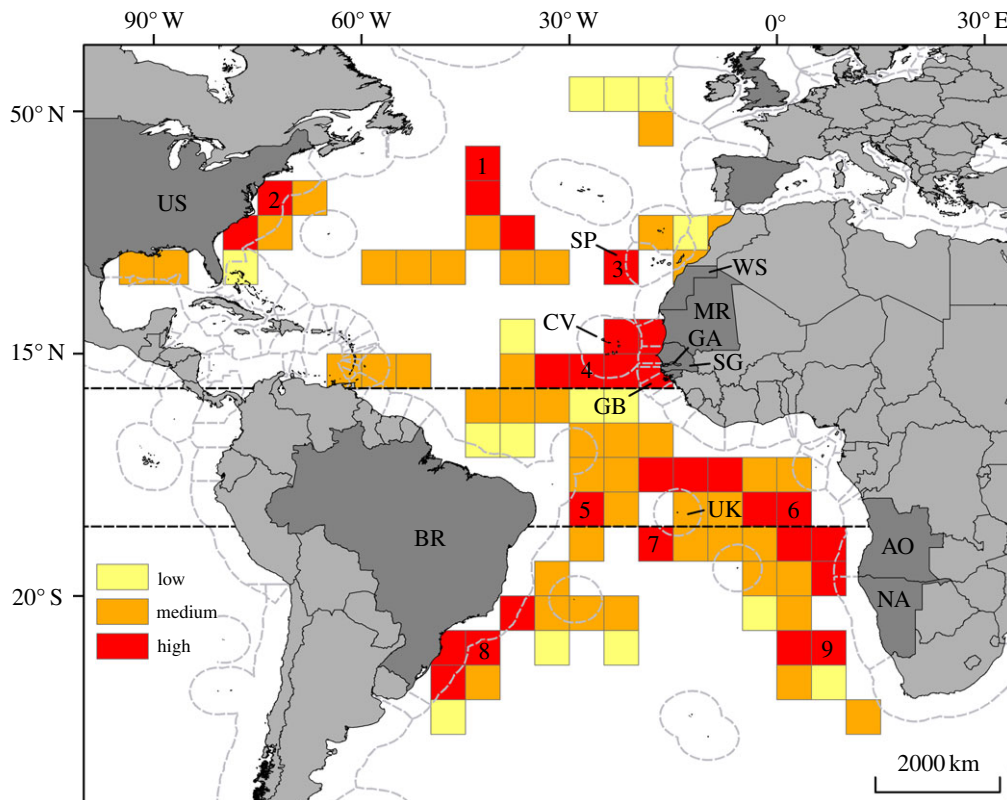 90° W 60° W 30° W 0° 30° E
50° N
1
US 2
SP
3 WS
CV MR
15° N GA
4 SG
GB
5 UK 6
BR 7 AO
low
20° S medium NA
high
8 9
2000 km